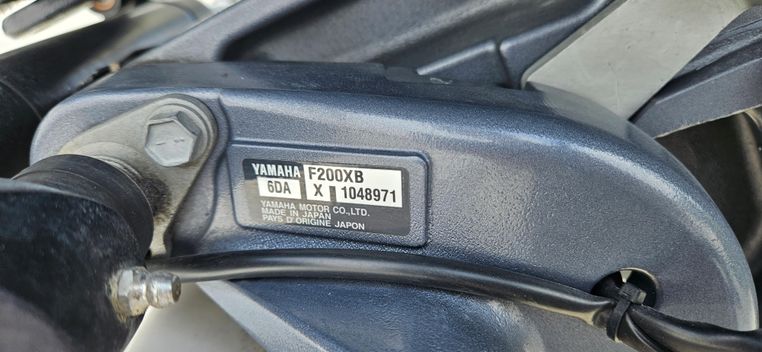 YAMAHA F200XB
6DA X 1048971
YAMAHA MOTOR CO.,LTD.
MADE IN JAPAN
PAYS D'ORIGINE JAPON